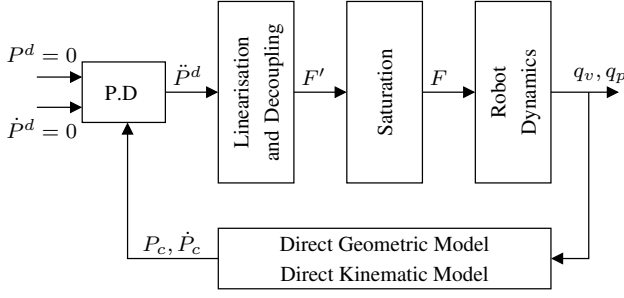 P^d = 0
Ṗ^d = 0
P.D
P̈^d
Linearisation
and Decoupling
F′
Saturation
F
Robot
Dynamics
q_v, q_p
P_c, Ṗ_c
Direct Geometric Model
Direct Kinematic Model